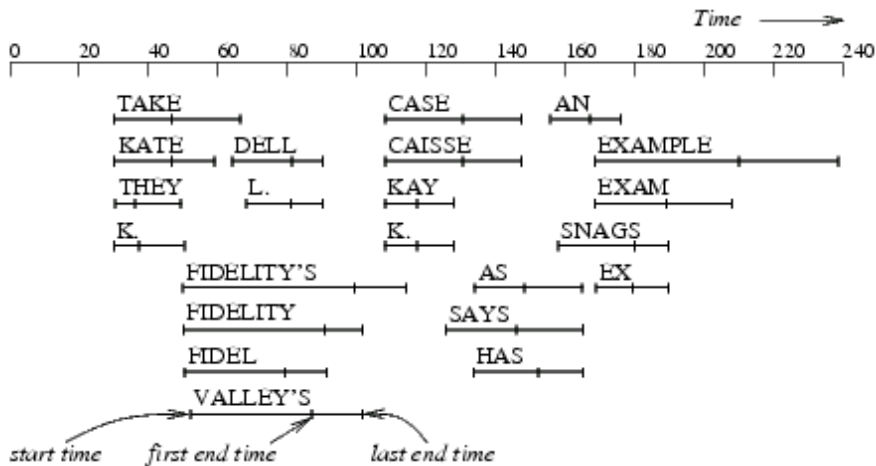 Time
0 20 40 60 80 100 120 140 160 180 200 220 240
TAKE CASE AN
KATE DELL CAISSE EXAMPLE
THEY L. KAY EXAM
K. K. SNAGS
FIDELITY'S AS EX
FIDELITY SAYS
FIDEL HAS
VALLEY'S
start time first end time last end time